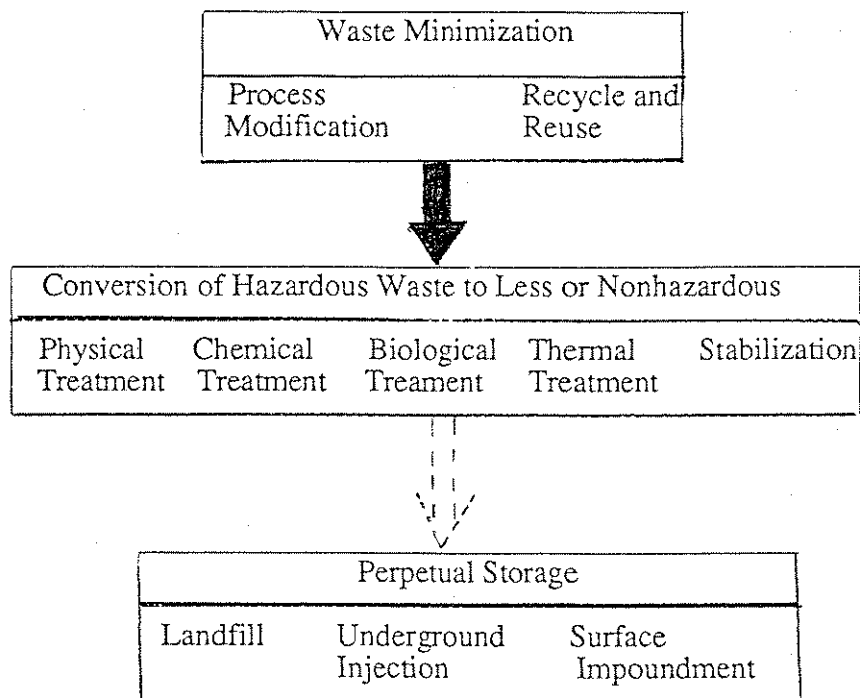 Waste Minimization
Process
Modification
Recycle and
Reuse
Conversion of Hazardous Waste to Less or Nonhazardous
Physical
Treatment
Chemical
Treatment
Biological
Treament
Thermal
Treatment
Stabilization
Perpetual Storage
Landfill
Underground
Injection
Surface
Impoundment